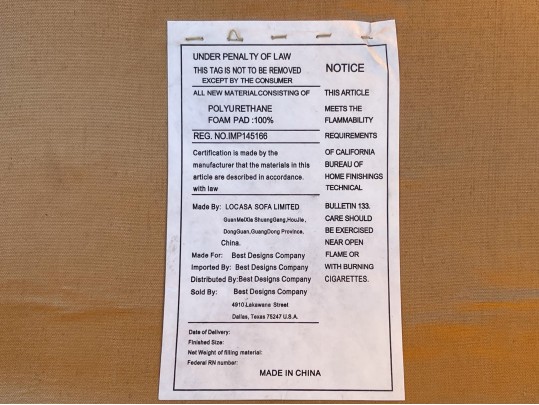 UNDER PENALTY OF LAW
THIS TAG IS NOT TO BE REMOVED
EXCEPT BY THE CONSUMER
ALL NEW MATERIALCONSISTING OF
POLYURETHANE
FOAM PAD :100%
REG. NO.IMP145166
Certification is made by the
manufacturer that the materials in this
article are described in accordance.
with law
Made By: LOCASA SOFA LIMITED
GuanMeiXie ShuangGang,HouJie,
DongGuan,GuangDong Province,
China.
Made For: Best Designs Company
Imported By: Best Designs Company
Distributed By:Best Designs Company
Sold By: Best Designs Company
4910 Lakawana Street
Dallas, Texas 75247 U.S.A.
Date of Delivery:
Finished Size:
Net Weight of filling material:
Federal RN number:
MADE IN CHINA
NOTICE
THIS ARTICLE
MEETS THE
FLAMMABILITY
REQUIREMENTS
OF CALIFORNIA
BUREAU OF
HOME FINISHINGS
TECHNICAL
BULLETIN 133.
CARE SHOULD
BE EXERCISED
NEAR OPEN
FLAME OR
WITH BURNING
CIGARETTES.